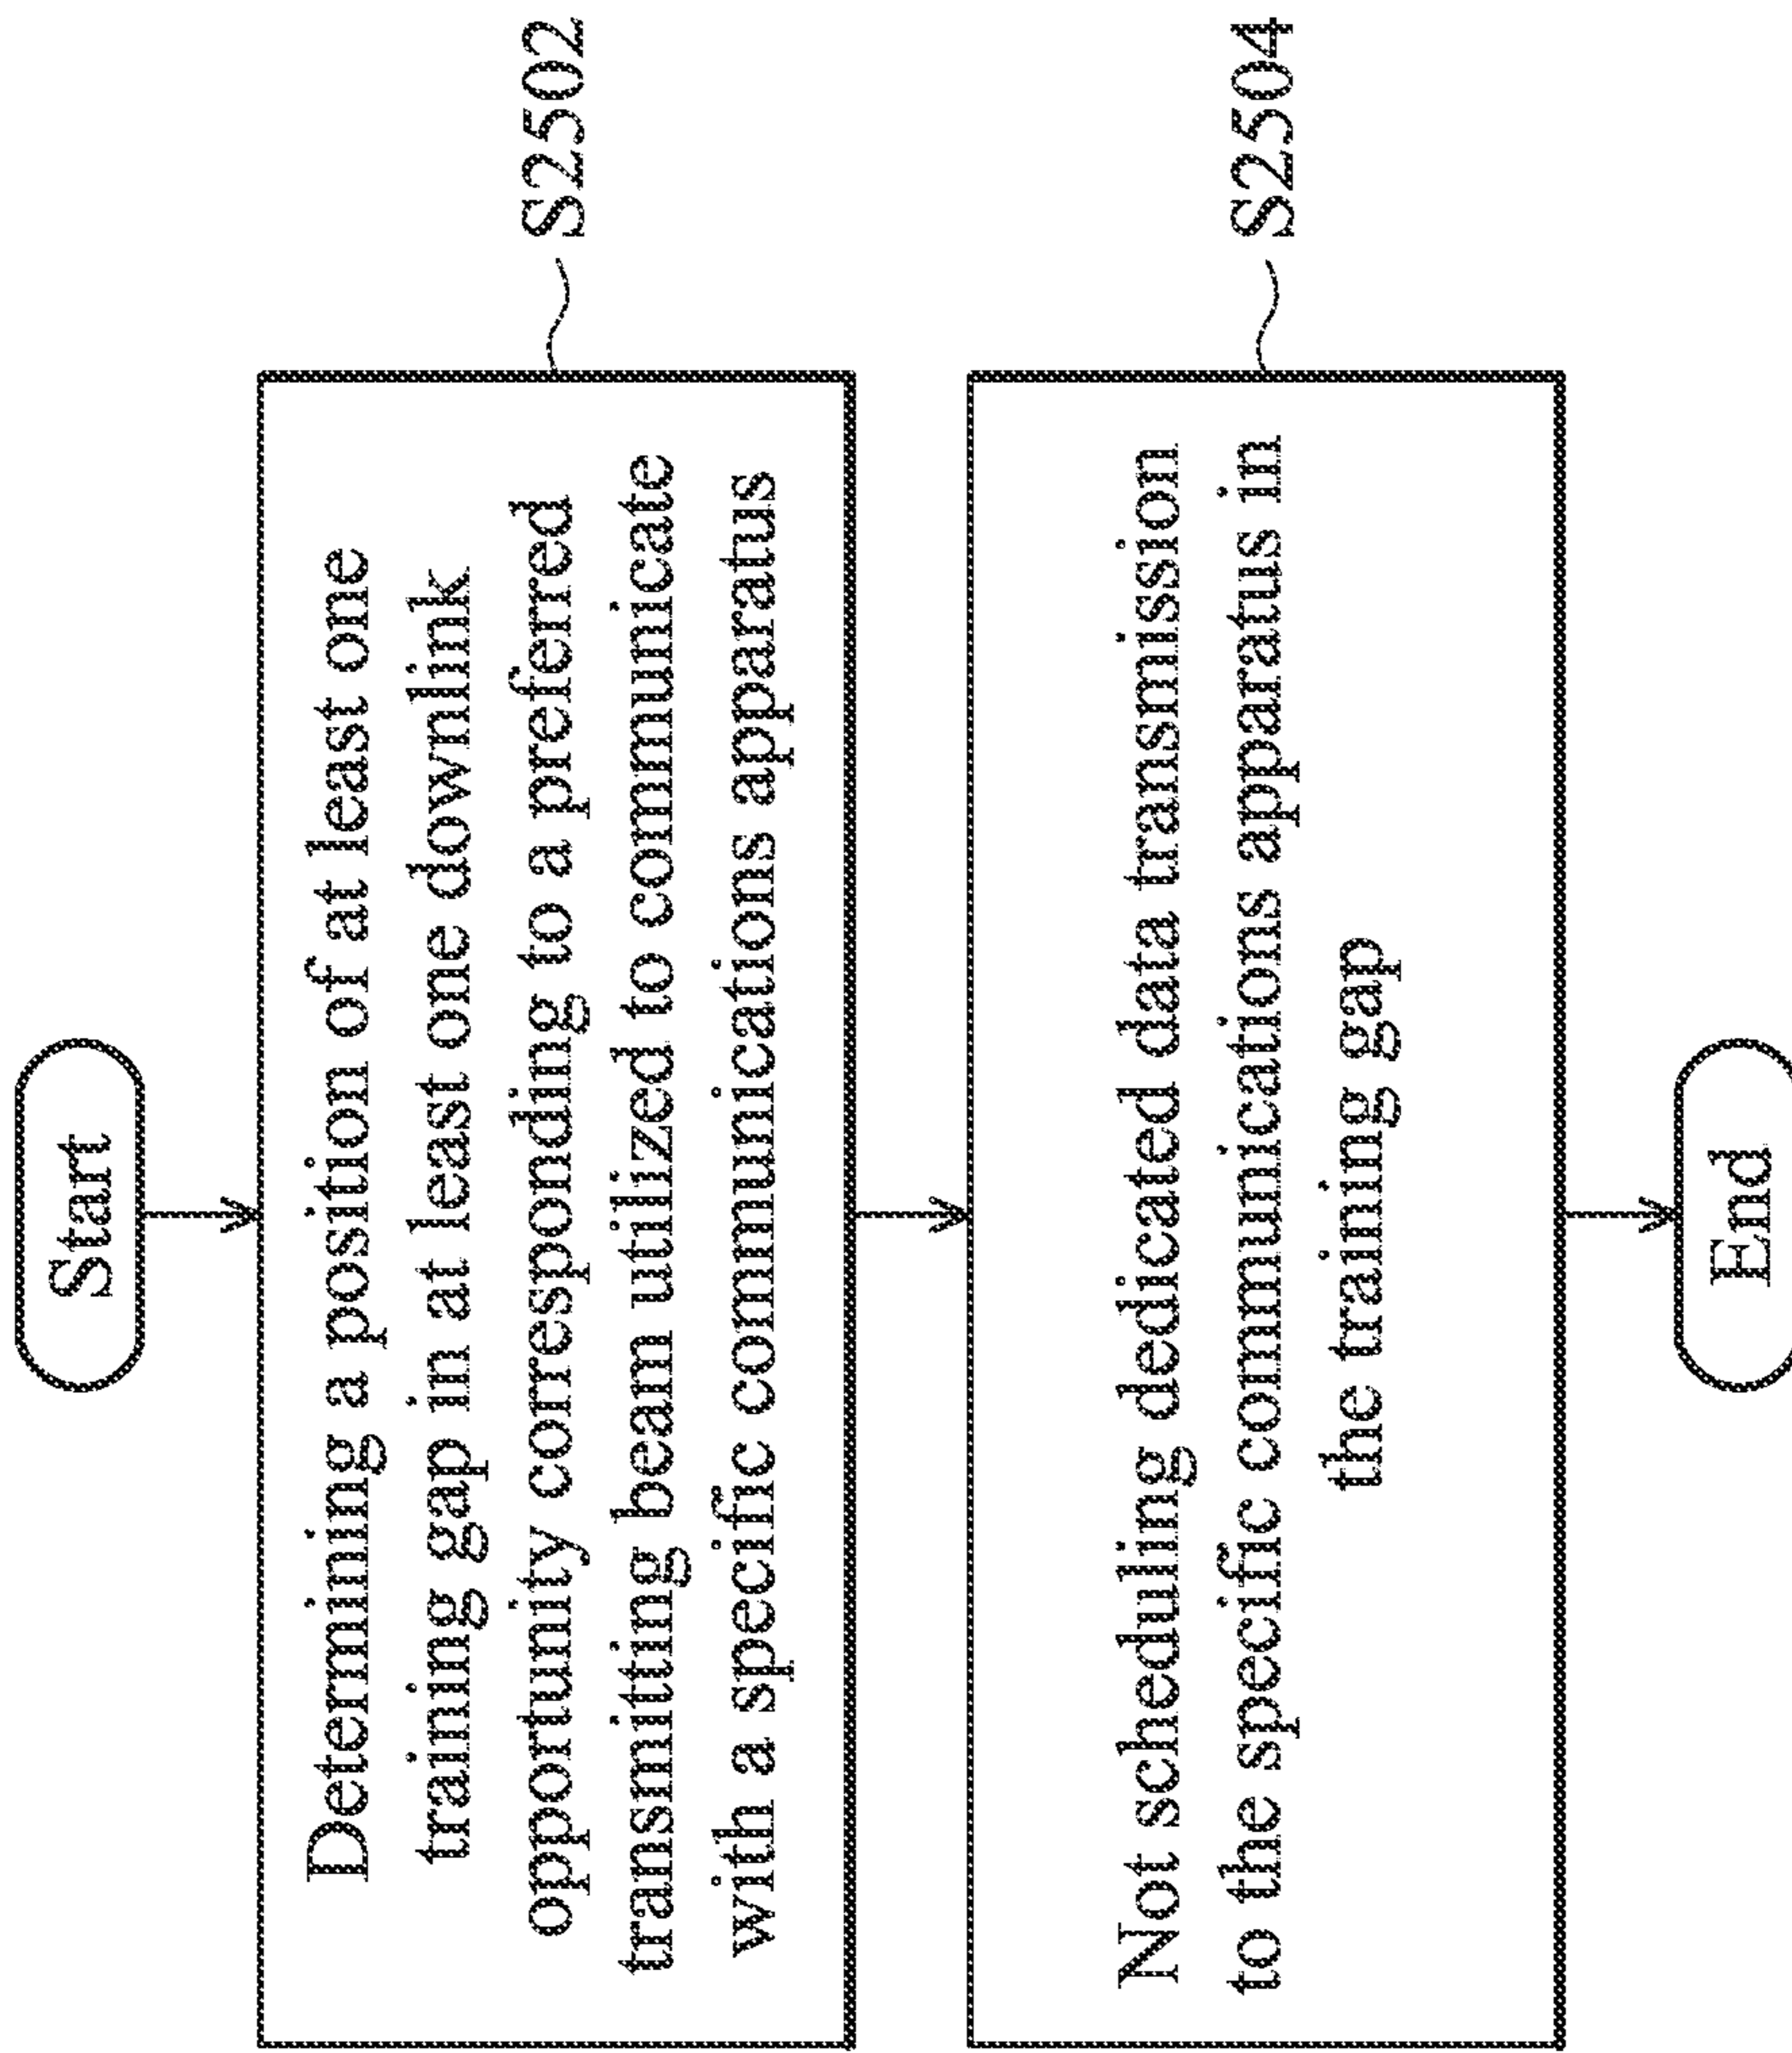 Start
Determining a position of at least one
training gap in at least one downlink
opportunity corresponding to a preferred
transmitting beam utilized to communicate
with a specific communications apparatus
S2502
Not scheduling dedicated data transmission
to the specific communications apparatus in
the training gap
S2504
End